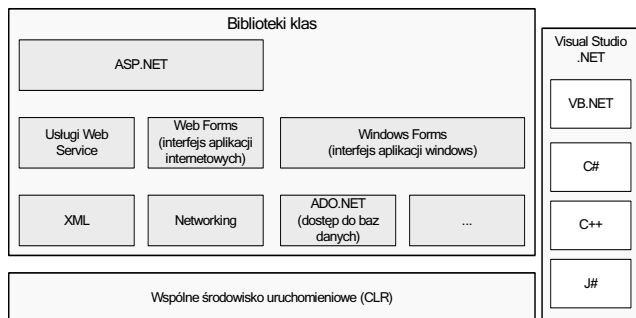 Biblioteki klas
ASP.NET
Usługi Web
Service
Web Forms
(interfejs aplikacji
internetowych)
Windows Forms
(interfejs aplikacji windows)
XML
Networking
ADO.NET
(dostęp do baz
danych)
...
Wspólne środowisko uruchomieniowe (CLR)
Visual Studio
.NET
VB.NET
C#
C++
J#